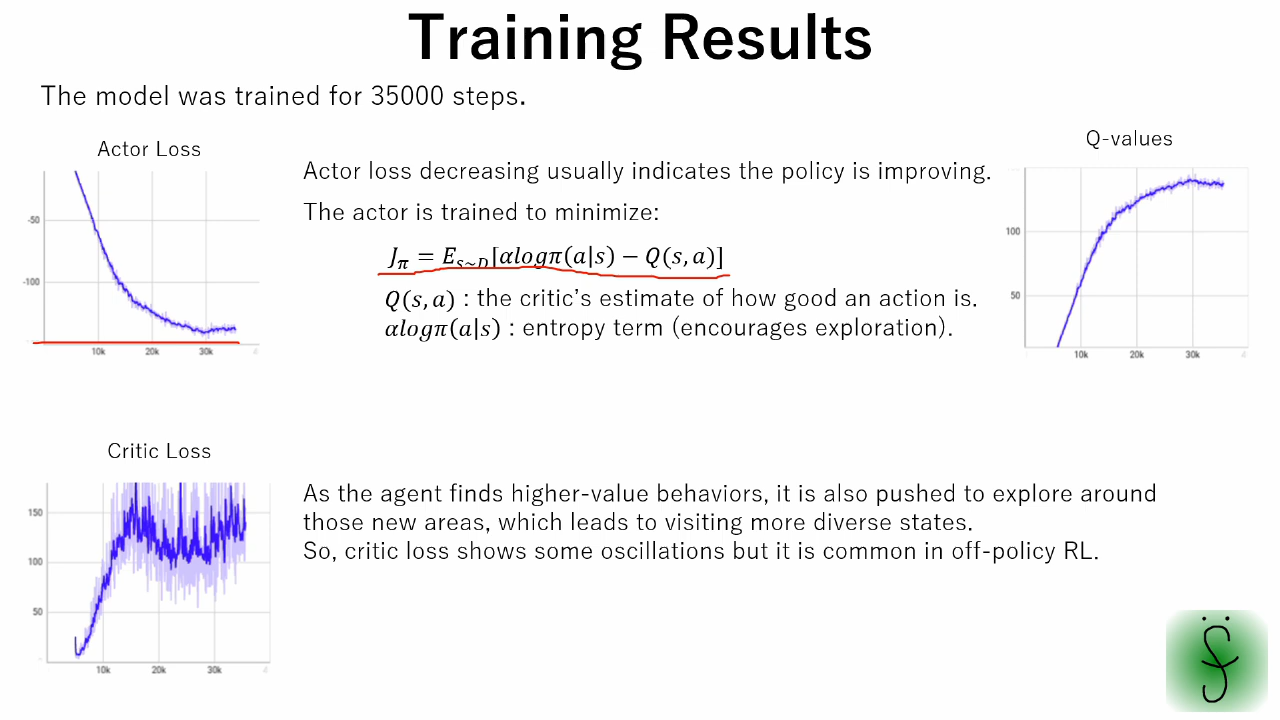 Training Results
The model was trained for 35000 steps.
Actor Loss
-50
-100
10k
20k
30k
Actor loss decreasing usually indicates the policy is improving.
The actor is trained to minimize:
J_π = E_{s~D}[αlogπ(a|s) − Q(s,a)]
Q(s,a) : the critic's estimate of how good an action is.
αlogπ(a|s) : entropy term (encourages exploration).
Q-values
100
50
10k
20k
30k
Critic Loss
150
100
50
10k
20k
30k
As the agent finds higher-value behaviors, it is also pushed to explore around
those new areas, which leads to visiting more diverse states.
So, critic loss shows some oscillations but it is common in off-policy RL.